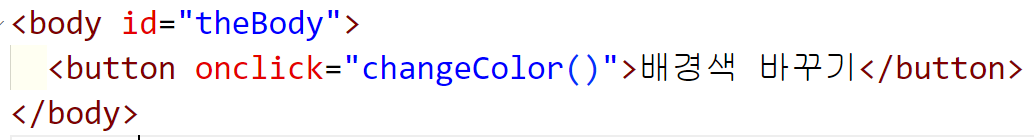 <body id="theBody">
<button onclick="changeColor()">배경색 바꾸기</button>
</body>